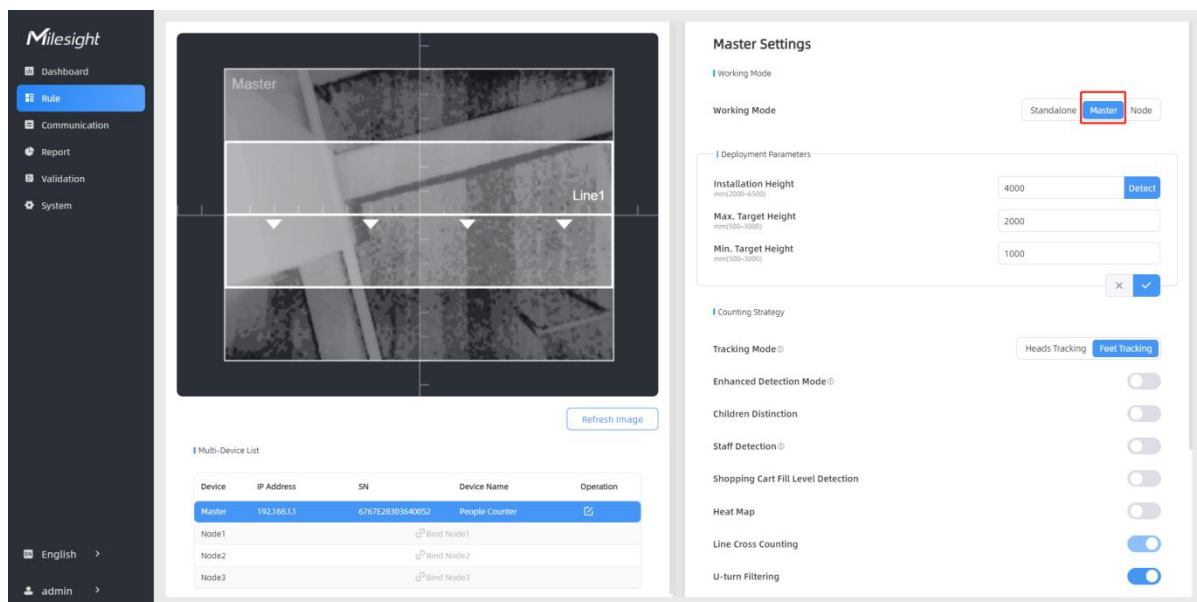 Milesight
Dashboard
Rule
Communication
Report
Validation
System
English
admin
Master
Line1
Refresh Image
Multi-Device List
Device IP Address SN Device Name Operation
Master 192.168.1.1 6767E28303640052 People Counter
Node1 Bind Node1
Node2 Bind Node2
Node3 Bind Node3
Master Settings
Working Mode
Working Mode Standalone Master Node
Deployment Parameters
Installation Height 4000 Detect
mm(2000~6500)
Max. Target Height 2000
mm(500~3000)
Min. Target Height 1000
mm(500~3000)
Counting Strategy
Tracking Mode Heads Tracking Feet Tracking
Enhanced Detection Mode
Children Distinction
Staff Detection
Shopping Cart Fill Level Detection
Heat Map
Line Cross Counting
U-turn Filtering